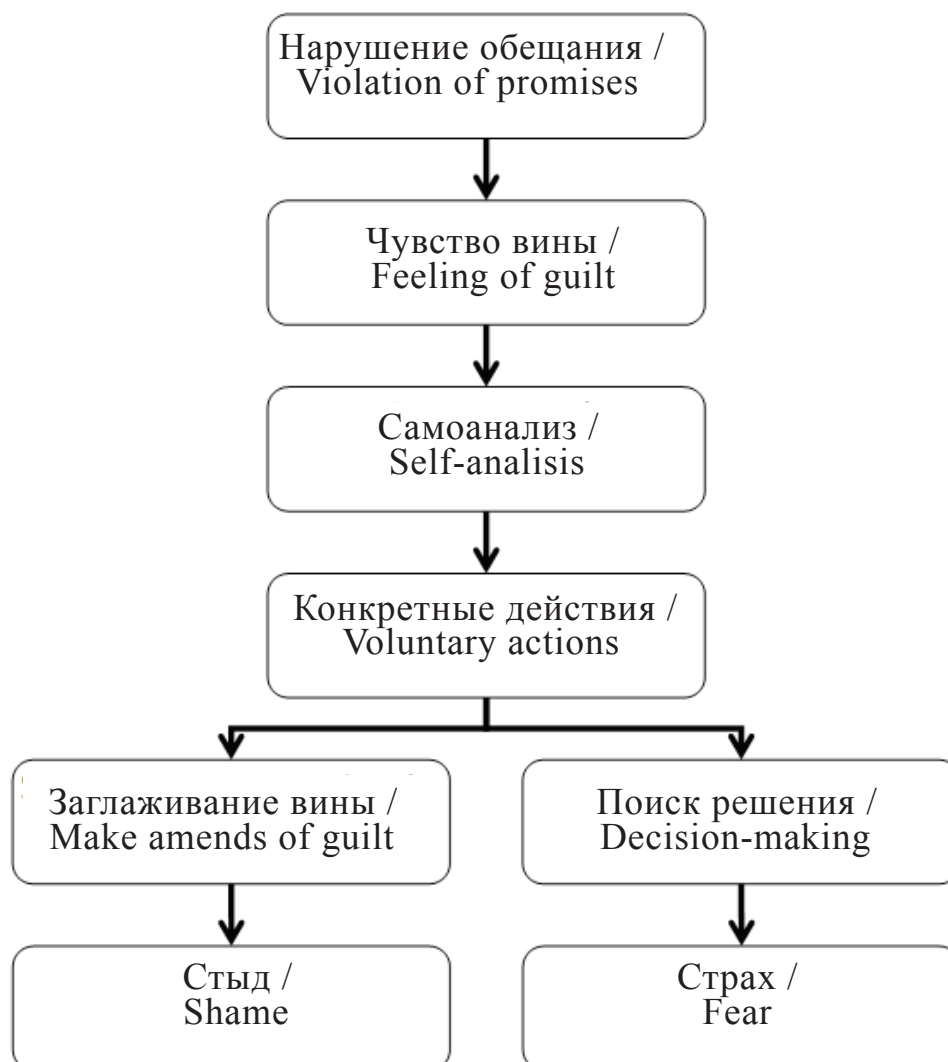 Нарушение обещания /
Violation of promises
Чувство вины /
Feeling of guilt
Самоанализ /
Self-analisis
Конкретные действия /
Voluntary actions
Заглаживание вины /
Make amends of guilt
Поиск решения /
Decision-making
Стыд /
Shame
Страх /
Fear